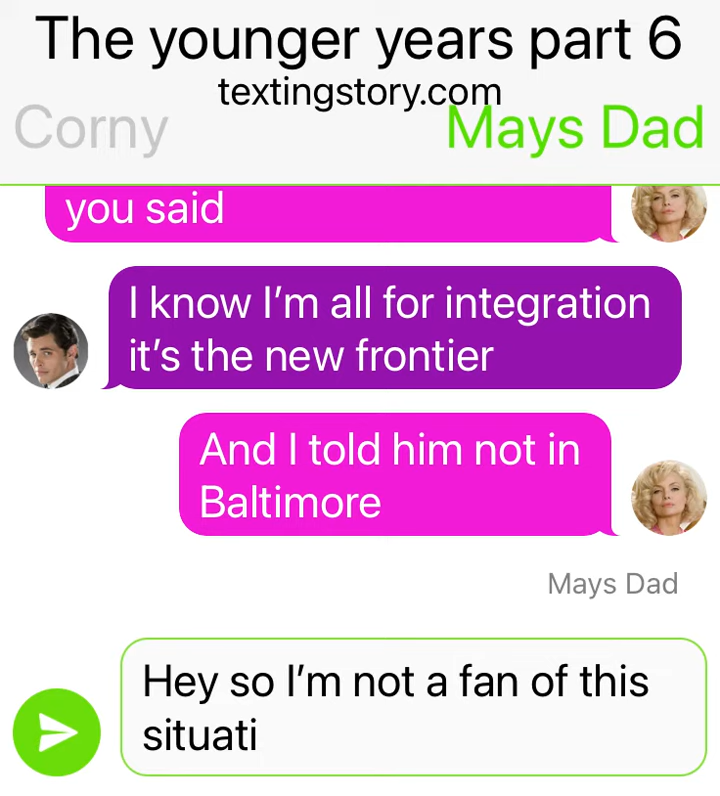 The younger years part 6
textingstory.com
Corny
Mays Dad
you said
I know I'm all for integration
it's the new frontier
And I told him not in
Baltimore
Mays Dad
Hey so I'm not a fan of this
situati